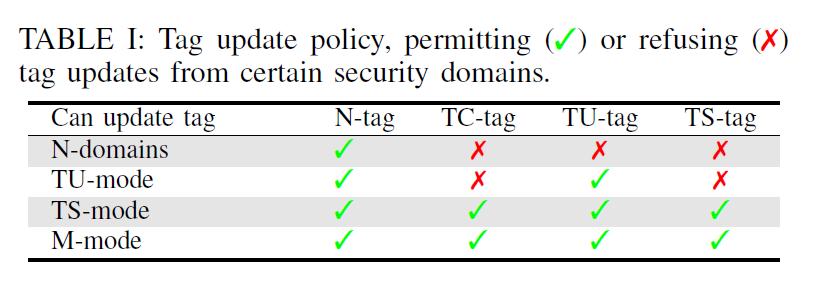 TABLE I: Tag update policy, permitting (✓) or refusing (✗)
tag updates from certain security domains.
Can update tag N-tag TC-tag TU-tag TS-tag
N-domains ✓ ✗ ✗ ✗
TU-mode ✓ ✗ ✓ ✗
TS-mode ✓ ✓ ✓ ✓
M-mode ✓ ✓ ✓ ✓